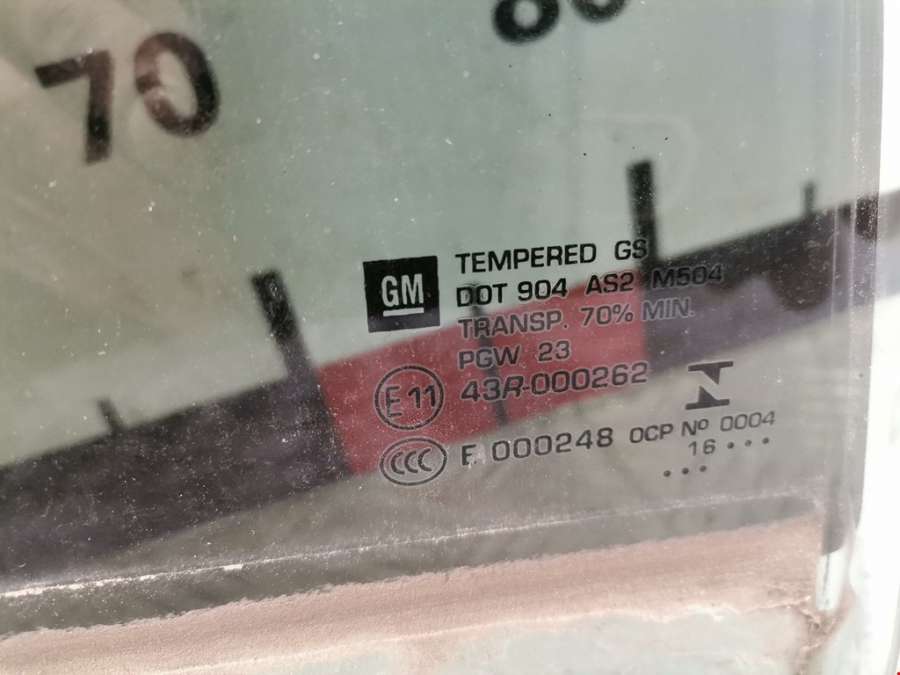 70
80
GM
TEMPERED GS
DOT 904 AS2 M504
TRANSP. 70% MIN.
PGW 23
E11 43R-000262
CCC E 000248 OCP Nº 0004
16 •••
•••